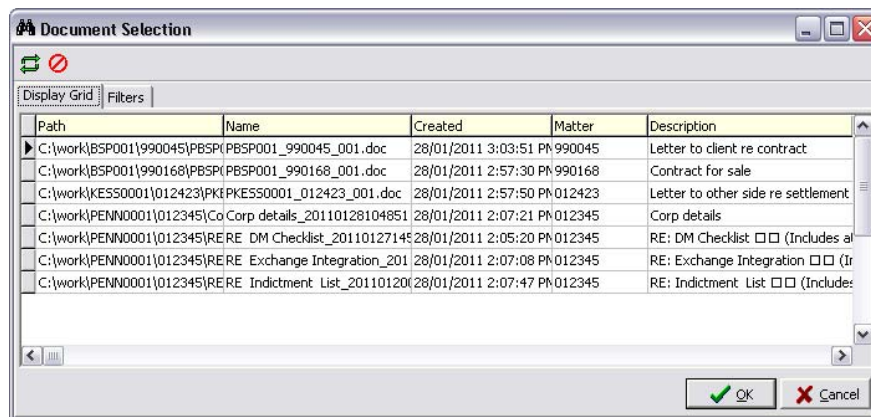 Document Selection
Display Grid Filters
Path Name Created Matter Description
C:\work\BSP001\990045\PBSP( PBSP001_990045_001.doc 28/01/2011 3:03:51 PM 990045 Letter to client re contract
C:\work\BSP001\990168\PBSP( PBSP001_990168_001.doc 28/01/2011 2:57:30 PM 990168 Contract for sale
C:\work\KESS0001\012423\PKE PKESS0001_012423_001.doc 28/01/2011 2:57:50 PM 012423 Letter to other side re settlement
C:\work\PENN0001\012345\Co Corp details_20110128104851 28/01/2011 2:07:21 PM 012345 Corp details
C:\work\PENN0001\012345\RE RE DM Checklist_20110127145 28/01/2011 2:05:20 PM 012345 RE: DM Checklist □□ (Includes at
C:\work\PENN0001\012345\RE RE Exchange Integration_201 28/01/2011 2:07:08 PM 012345 RE: Exchange Integration □□ (In
C:\work\PENN0001\012345\RE RE Indictment List_201101200 28/01/2011 2:07:47 PM 012345 RE: Indictment List □□ (Includes
OK Cancel